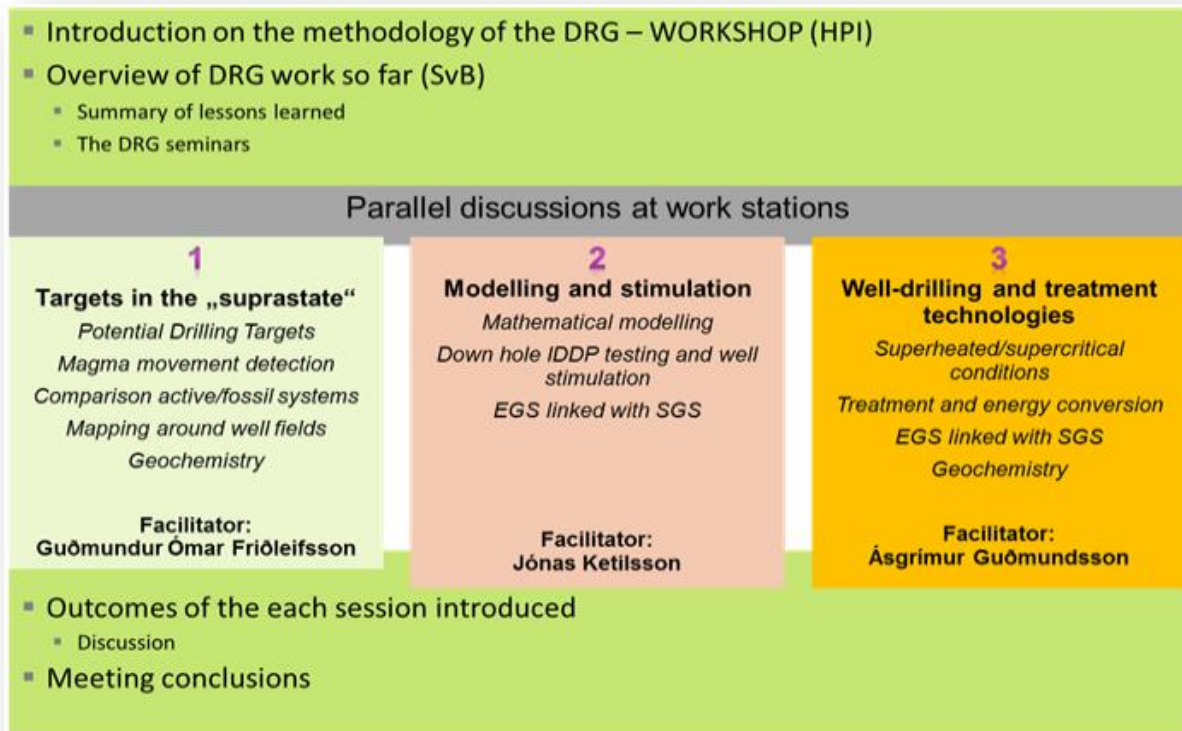 ▪ Introduction on the methodology of the DRG – WORKSHOP (HPI)
▪ Overview of DRG work so far (SvB)
▪ Summary of lessons learned
▪ The DRG seminars
Parallel discussions at work stations
1
Targets in the „suprastate“
Potential Drilling Targets
Magma movement detection
Comparison active/fossil systems
Mapping around well fields
Geochemistry
Facilitator:
Guðmundur Ómar Friðleifsson
2
Modelling and stimulation
Mathematical modelling
Down hole IDDP testing and well
stimulation
EGS linked with SGS
Facilitator:
Jónas Ketilsson
3
Well-drilling and treatment
technologies
Superheated/supercritical
conditions
Treatment and energy conversion
EGS linked with SGS
Geochemistry
Facilitator:
Ásgrímur Guðmundsson
▪ Outcomes of the each session introduced
▪ Discussion
▪ Meeting conclusions